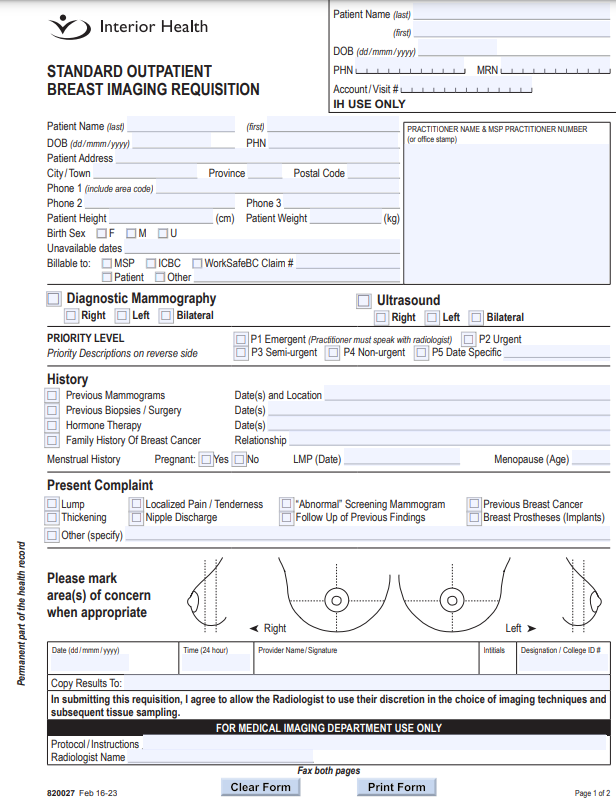 Interior Health
STANDARD OUTPATIENT
BREAST IMAGING REQUISITION
Patient Name (last)
(first)
DOB (dd/mmm/yyyy)
PHN MRN
Account/Visit #
IH USE ONLY
Patient Name (last) (first)
DOB (dd/mmm/yyyy) PHN
Patient Address
City/Town Province Postal Code
Phone 1 (include area code)
Phone 2 Phone 3
Patient Height (cm) Patient Weight (kg)
Birth Sex F M U
Unavailable dates
Billable to: MSP ICBC WorkSafeBC Claim #
Patient Other
PRACTITIONER NAME & MSP PRACTITIONER NUMBER
(or office stamp)
Diagnostic Mammography
Right Left Bilateral
Ultrasound
Right Left Bilateral
PRIORITY LEVEL
Priority Descriptions on reverse side
P1 Emergent (Practitioner must speak with radiologist) P2 Urgent
P3 Semi-urgent P4 Non-urgent P5 Date Specific
History
Previous Mammograms Date(s) and Location
Previous Biopsies / Surgery Date(s)
Hormone Therapy Date(s)
Family History Of Breast Cancer Relationship
Menstrual History Pregnant: Yes No LMP (Date) Menopause (Age)
Present Complaint
Lump Localized Pain / Tenderness "Abnormal" Screening Mammogram Previous Breast Cancer
Thickening Nipple Discharge Follow Up of Previous Findings Breast Prostheses (Implants)
Other (specify)
Please mark
area(s) of concern
when appropriate
Right Left
Date (dd/mmm/yyyy) Time (24 hour) Provider Name/Signature Intitials Designation / College ID #
Copy Results To:
In submitting this requisition, I agree to allow the Radiologist to use their discretion in the choice of imaging techniques and
subsequent tissue sampling.
FOR MEDICAL IMAGING DEPARTMENT USE ONLY
Protocol/Instructions
Radiologist Name
Fax both pages
Clear Form Print Form
820027 Feb 16-23 Page 1 of 2
Permanent part of the health record